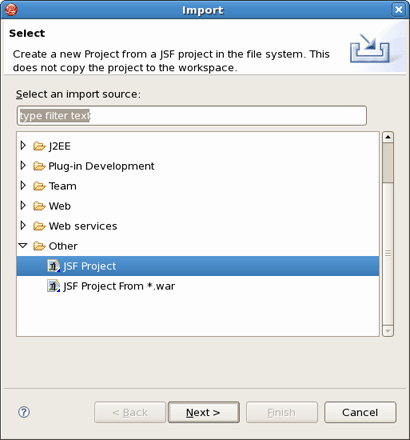 Import
Select
Create a new Project from a JSF project in the file system. This
does not copy the project to the workspace.
Select an import source:
type filter text
J2EE
Plug-in Development
Team
Web
Web services
Other
JSF Project
JSF Project From *.war
< Back
Next >
Finish
Cancel